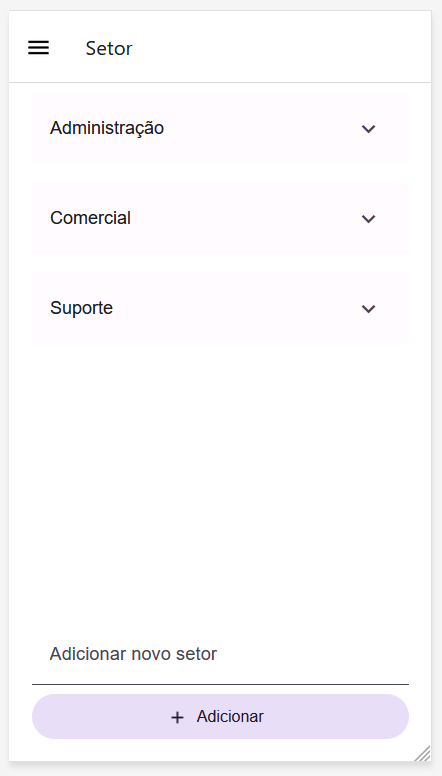 Setor
Administração
Comercial
Suporte
Adicionar novo setor
+ Adicionar